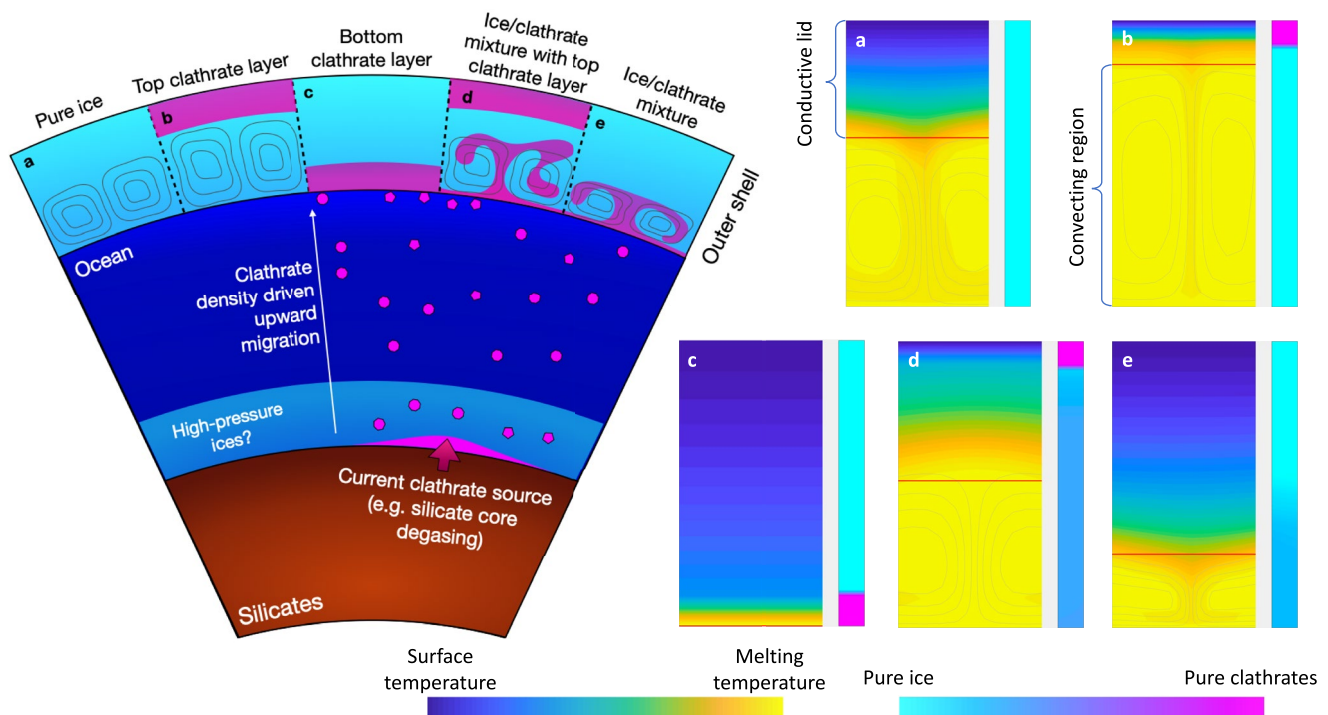 Pure ice
Top clathrate layer
Bottom
clathrate layer
Ice/clathrate
mixture with top
clathrate layer
Ice/clathrate
mixture
a
b
c
d
e
Outer shell
Ocean
Clathrate
density driven
upward
migration
High-pressure
ices?
Current clathrate source
(e.g. silicate core
degasing)
Silicates
Conductive lid
a
Convecting region
b
c
d
e
Surface
temperature
Melting
temperature
Pure ice
Pure clathrates